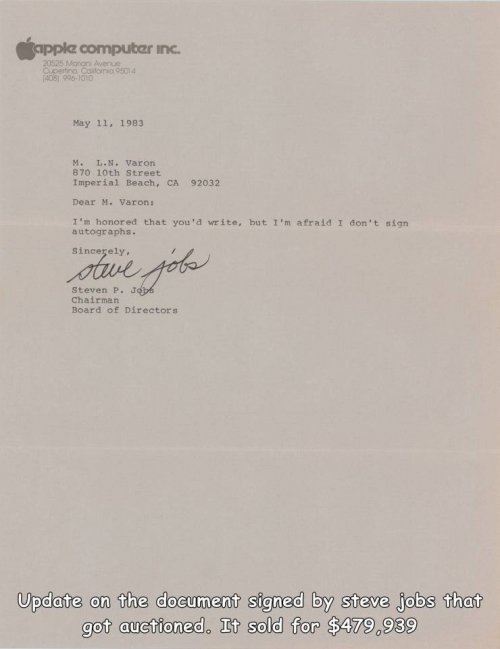 apple computer inc.
20525 Mariani Avenue
Cupertino, California 95014
(408) 996-1010
May 11, 1983
M. L.N. Varon
870 10th Street
Imperial Beach, CA 92032
Dear M. Varon:
I'm honored that you'd write, but I'm afraid I don't sign
autographs.
Sincerely,
steve jobs
Steven P. Jobs
Chairman
Board of Directors
Update on the document signed by steve jobs that
got auctioned. It sold for $479,939